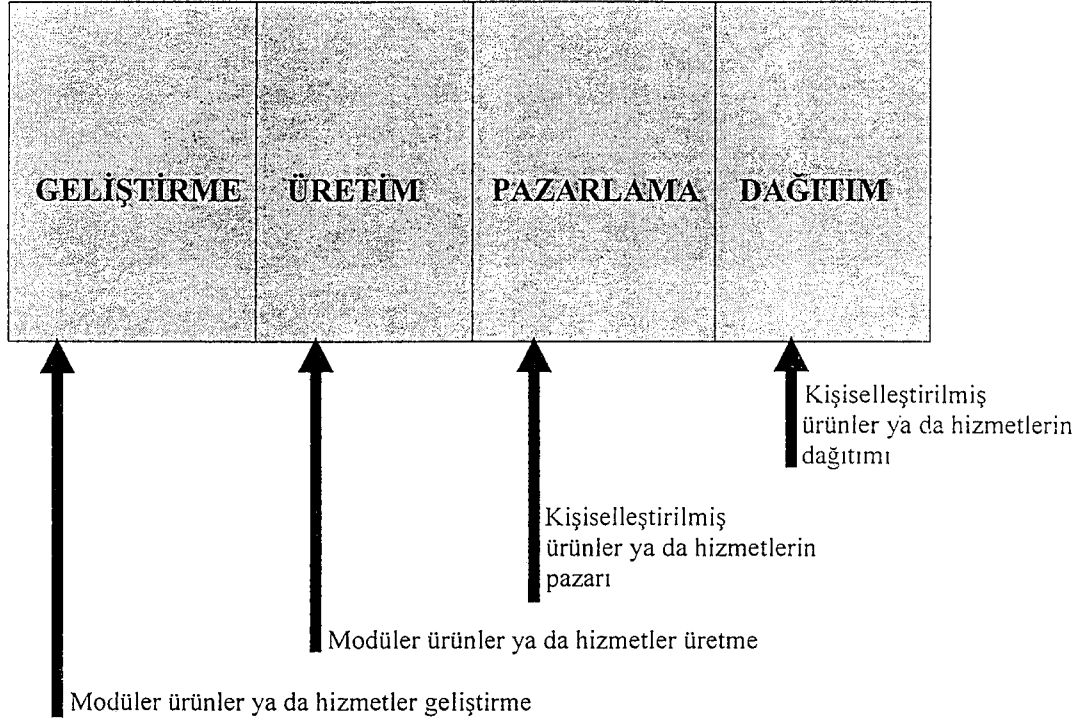 GELİŞTİRME ÜRETİM PAZARLAMA DAĞITIM
Kişiselleştirilmiş
ürünler ya da hizmetlerin
dağıtımı
Kişiselleştirilmiş
ürünler ya da hizmetlerin
pazarı
Modüler ürünler ya da hizmetler üretme
Modüler ürünler ya da hizmetler geliştirme